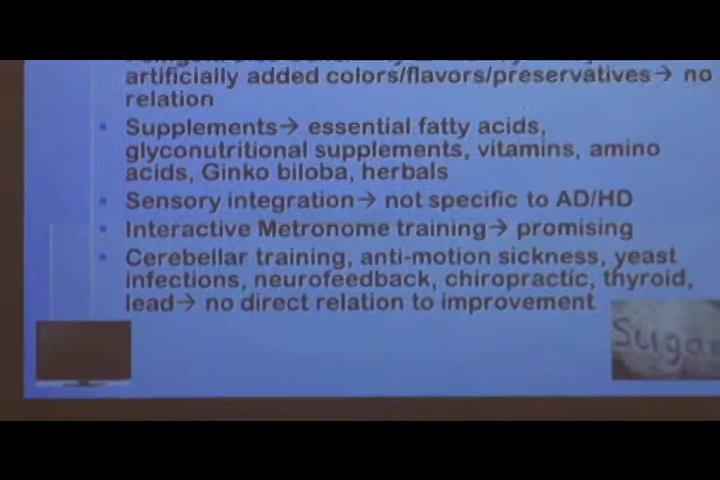 artificially added colors/flavors/preservatives→ no
relation
Supplements→ essential fatty acids,
glyconutritional supplements, vitamins, amino
acids, Ginko biloba, herbals
Sensory integration→ not specific to AD/HD
Interactive Metronome training→ promising
Cerebellar training, anti-motion sickness, yeast
infections, neurofeedback, chiropractic, thyroid,
lead→ no direct relation to improvement